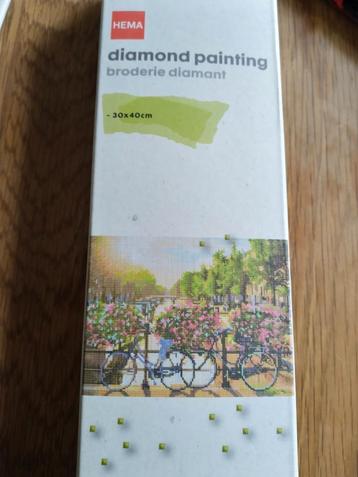 HEMA
diamond painting
broderie diamant
- 30x40cm